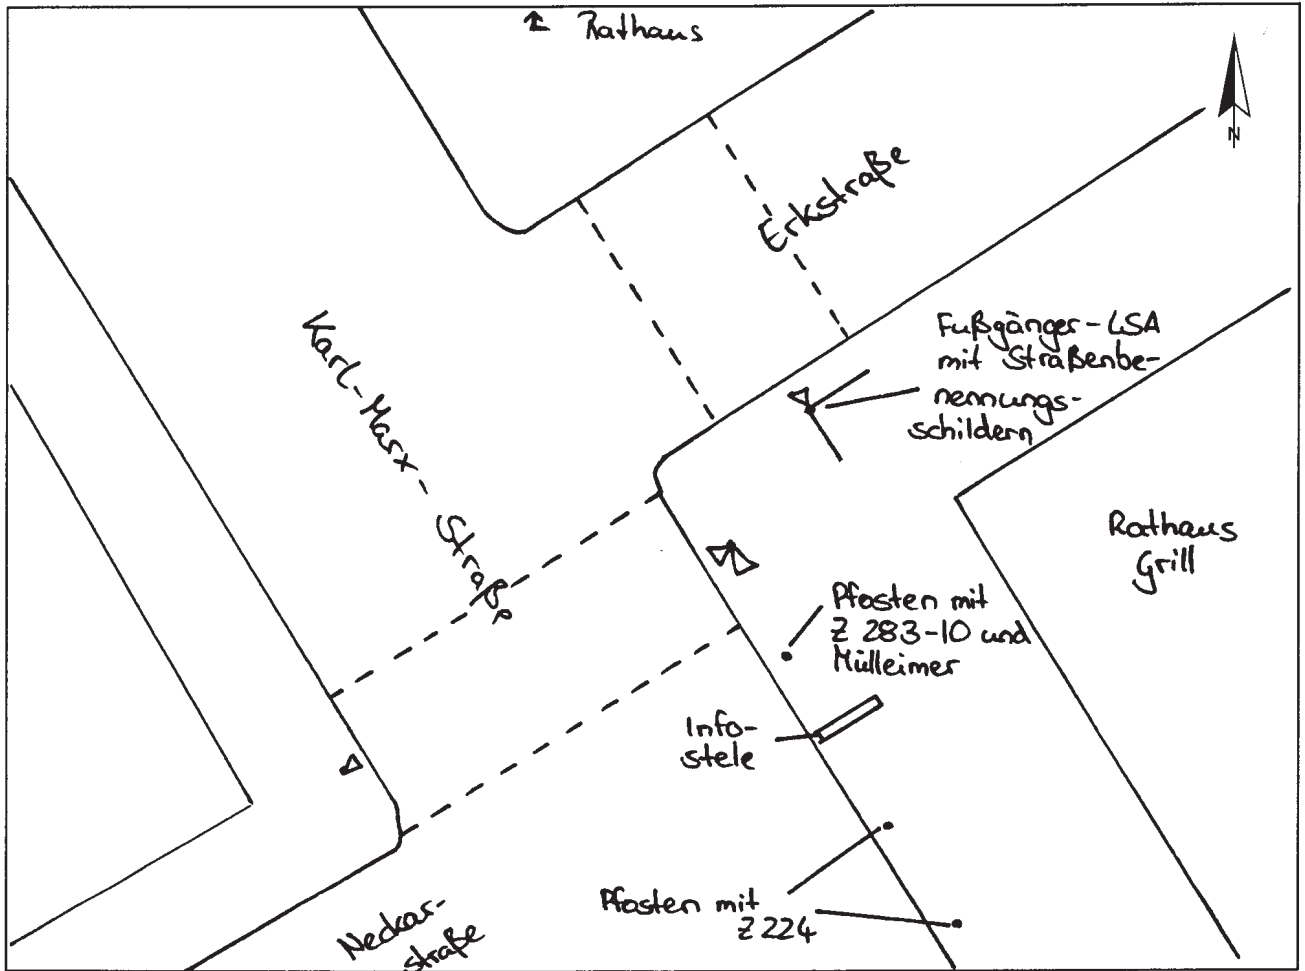 Rathaus
N
Erkstraße
Karl-Marx-Straße
Fußgänger-LSA
mit Straßenbe-
nennungs-
schildern
Rathaus
Grill
Pfosten mit
Z 283-10 und
Mülleimer
Info-
stele
Pfosten mit
Z 224
Neckar-
straße